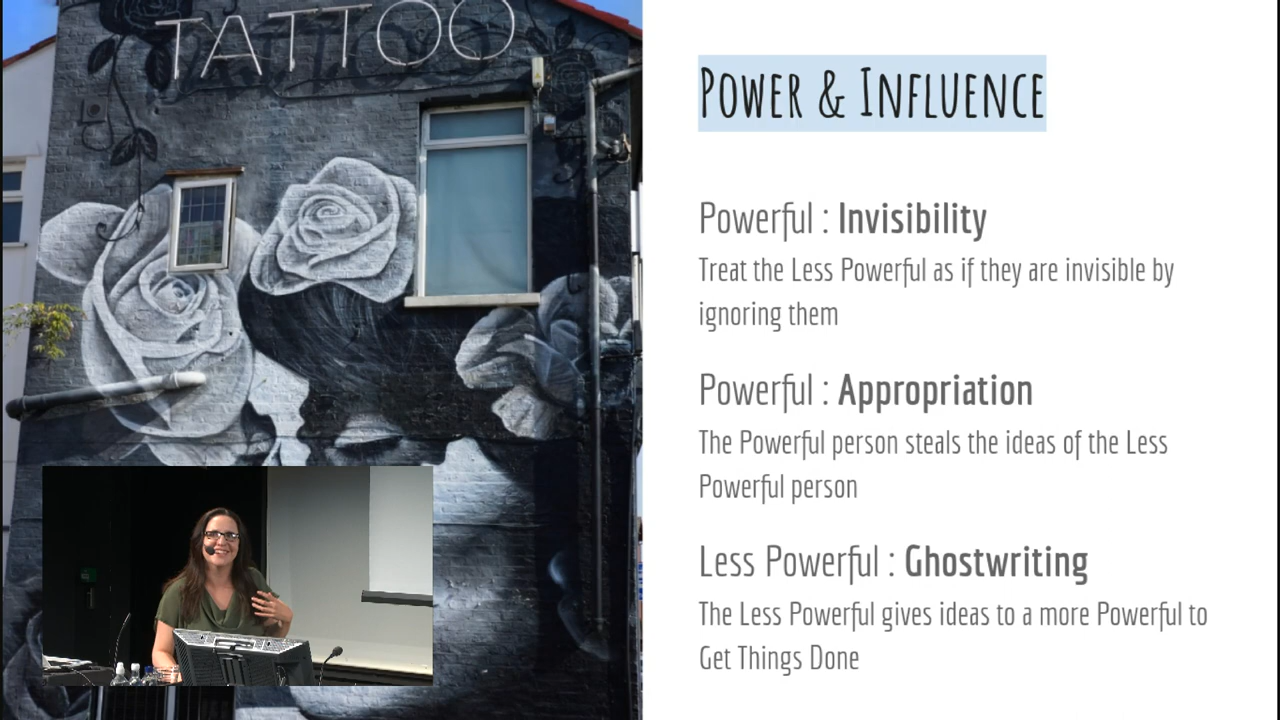 TATTOO
POWER & INFLUENCE
Powerful : Invisibility
Treat the Less Powerful as if they are invisible by
ignoring them
Powerful : Appropriation
The Powerful person steals the ideas of the Less
Powerful person
Less Powerful : Ghostwriting
The Less Powerful gives ideas to a more Powerful to
Get Things Done